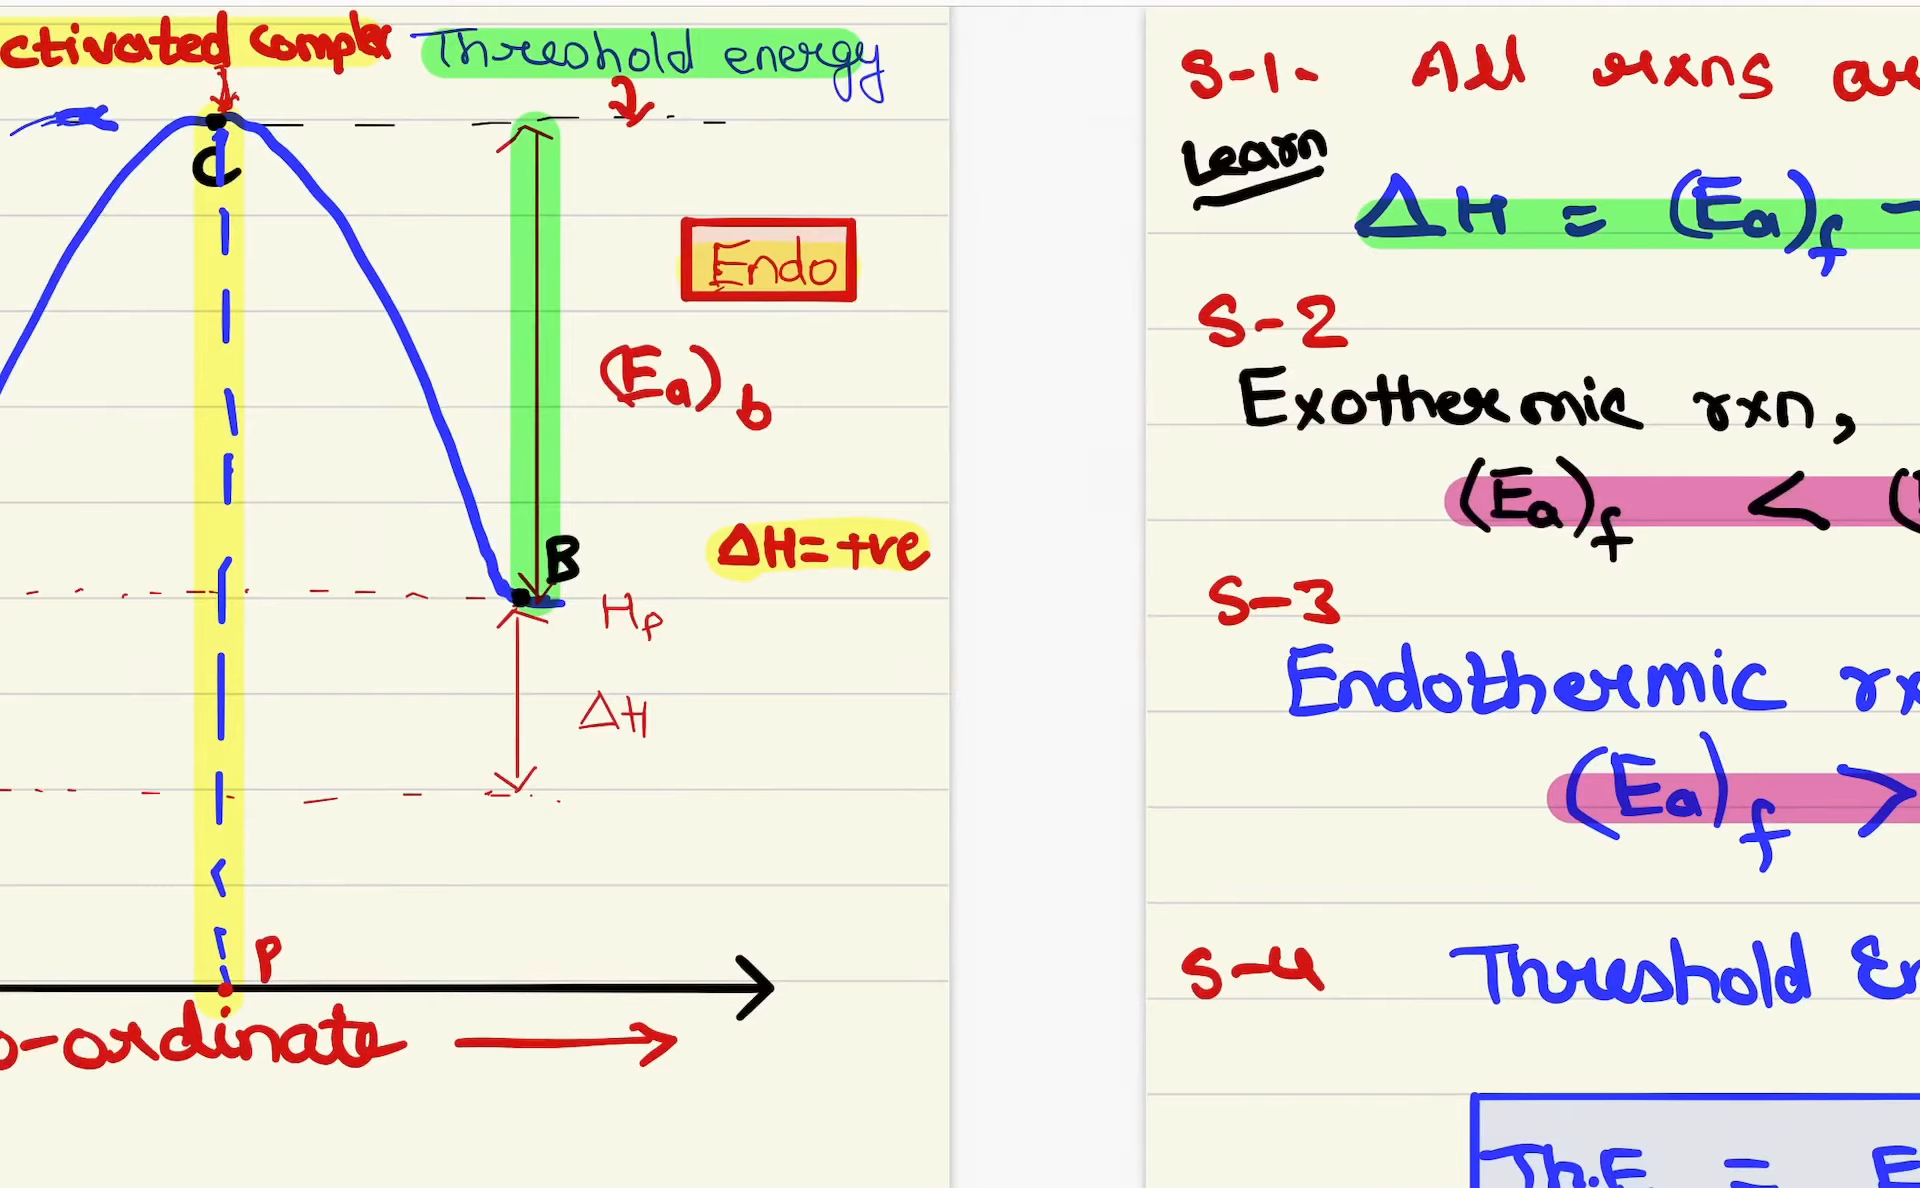 ctivated complex
Threshold energy
C
Endo
(Ea)b
B
ΔH=+ve
Hp
ΔH
P
o-ordinate
S-1- All rxns are
Learn
ΔH = (Ea)f -
S-2
Exothermic rxn,
(Ea)f < (E
S-3
Endothermic rx
(Ea)f >
S-4 Threshold En
Th.E = E